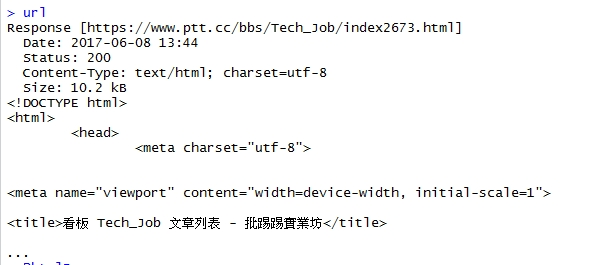 > url
Response [https://www.ptt.cc/bbs/Tech_Job/index2673.html]
  Date: 2017-06-08 13:44
  Status: 200
  Content-Type: text/html; charset=utf-8
  Size: 10.2 kB
<!DOCTYPE html>
<html>
        <head>
                <meta charset="utf-8">
<meta name="viewport" content="width=device-width, initial-scale=1">
<title>看板 Tech_Job 文章列表 - 批踢踢實業坊</title>
...